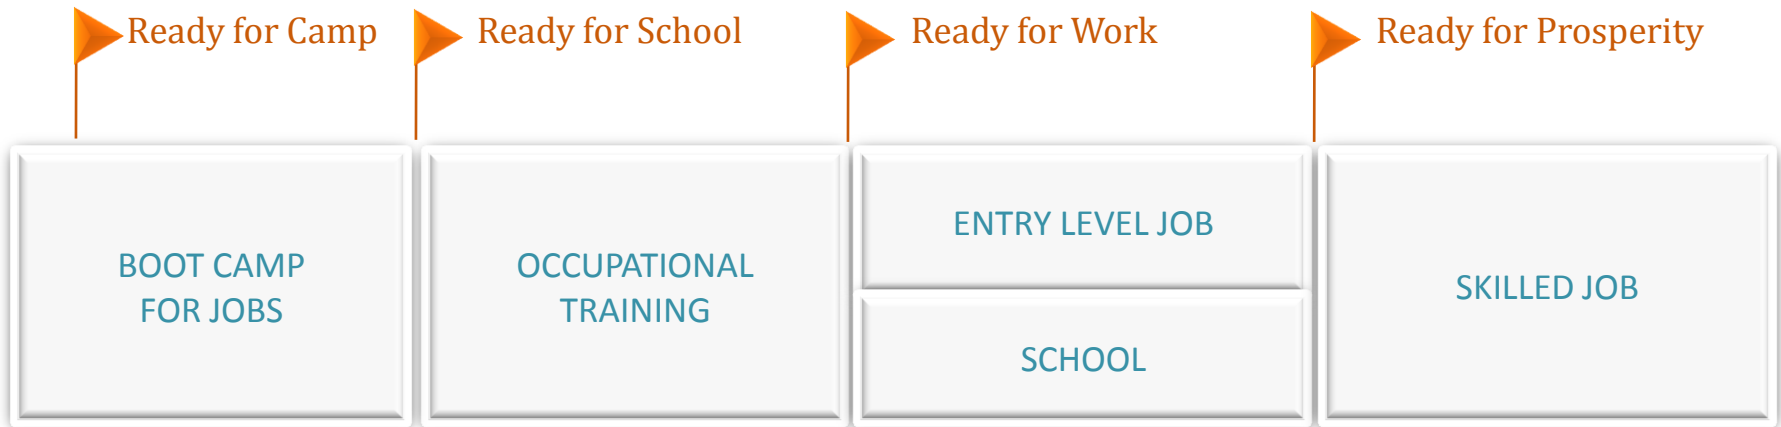 Ready for Camp
Ready for School
Ready for Work
Ready for Prosperity
BOOT CAMP
FOR JOBS
OCCUPATIONAL
TRAINING
ENTRY LEVEL JOB
SCHOOL
SKILLED JOB